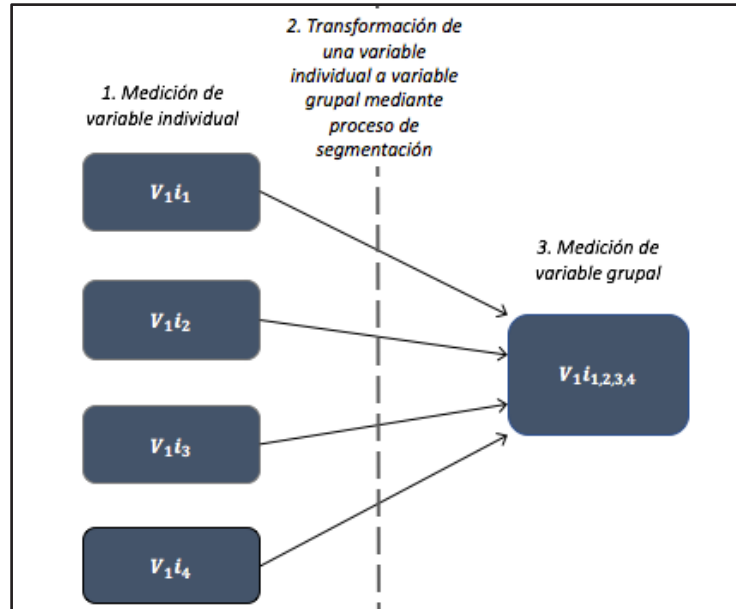 1. Medición de
variable individual
2. Transformación de
una variable
individual a variable
grupal mediante
proceso de
segmentación
3. Medición de
variable grupal
V₁i₁
V₁i₂
V₁i₃
V₁i₄
V₁i₁,₂,₃,₄